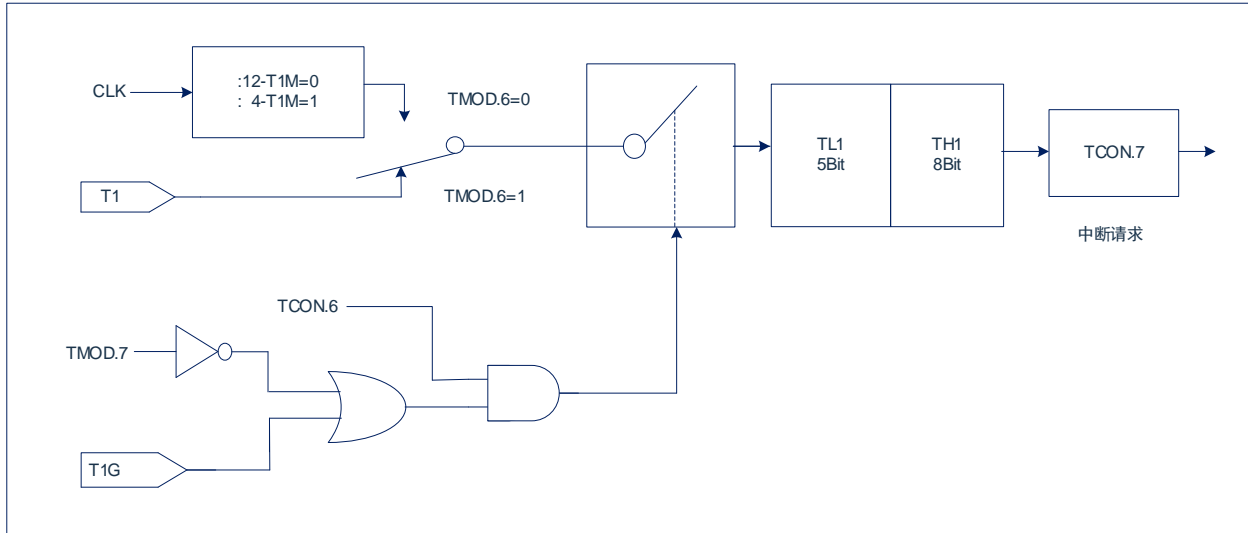 :12-T1M=0
: 4-T1M=1
CLK
TMOD.6=0
T1
TMOD.6=1
TL1
5Bit
TH1
8Bit
TCON.7
中断请求
TCON.6
TMOD.7
T1G